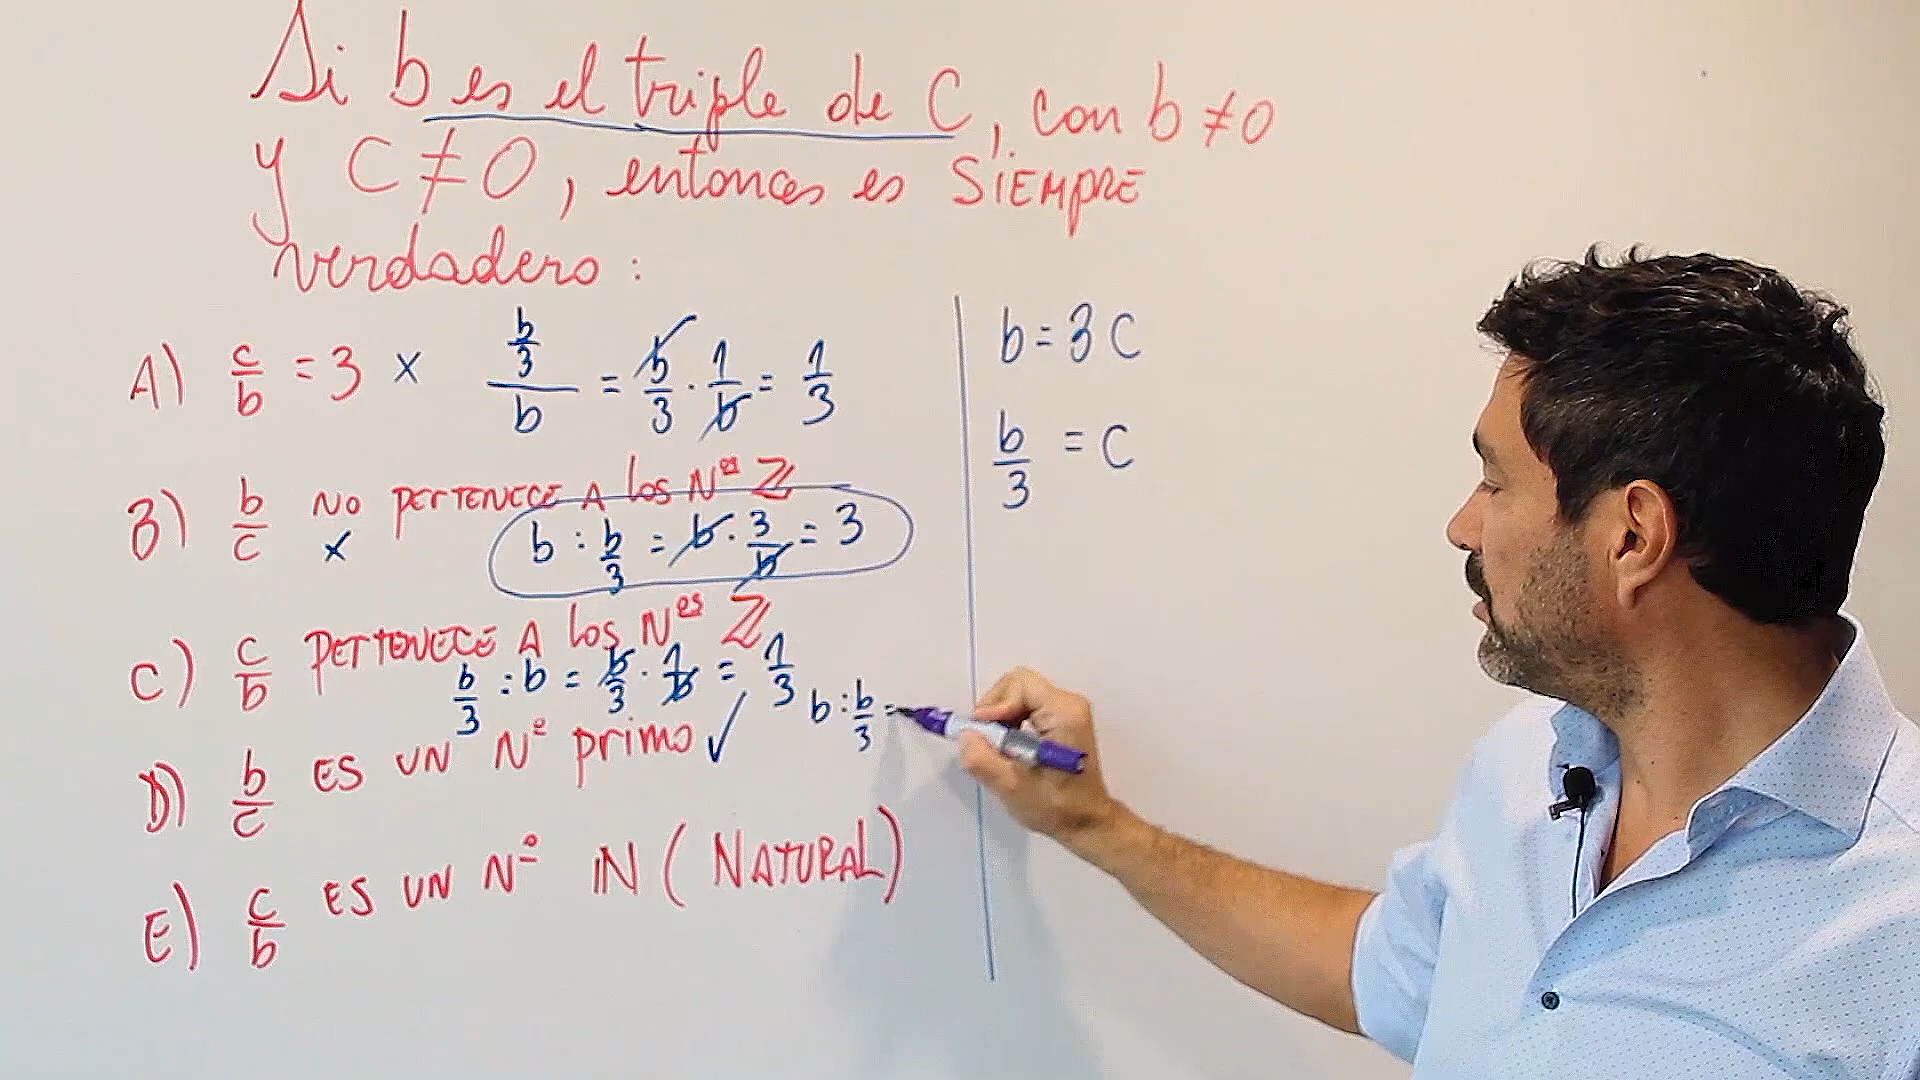 Si b es el triple de C, con b ≠ 0
y C ≠ 0, entonces es SIEMPRE
verdadero:
A) c/b = 3 x (b/3)/b = b/3 · 1/b = 1/3
b = 3C
b/3 = C
B) b/c NO PERTENECE A los Nos ℤ
x b : b/3 = b · 3/b = 3
C) c/b PERTENECE A los Nos ℤ
b/3 : b = b/3 · 1/b = 1/3
D) b/c ES UN Nº primo ✓ b : b/3 =
E) c/b ES UN Nº ℕ (NATURAL)